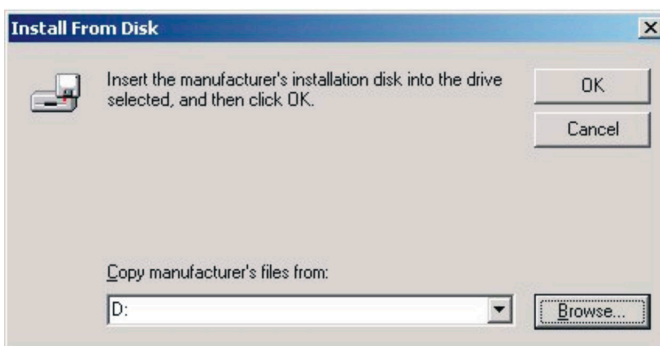 Install From Disk
Insert the manufacturer's installation disk into the drive
selected, and then click OK.
OK
Cancel
Copy manufacturer's files from:
D:
Browse...